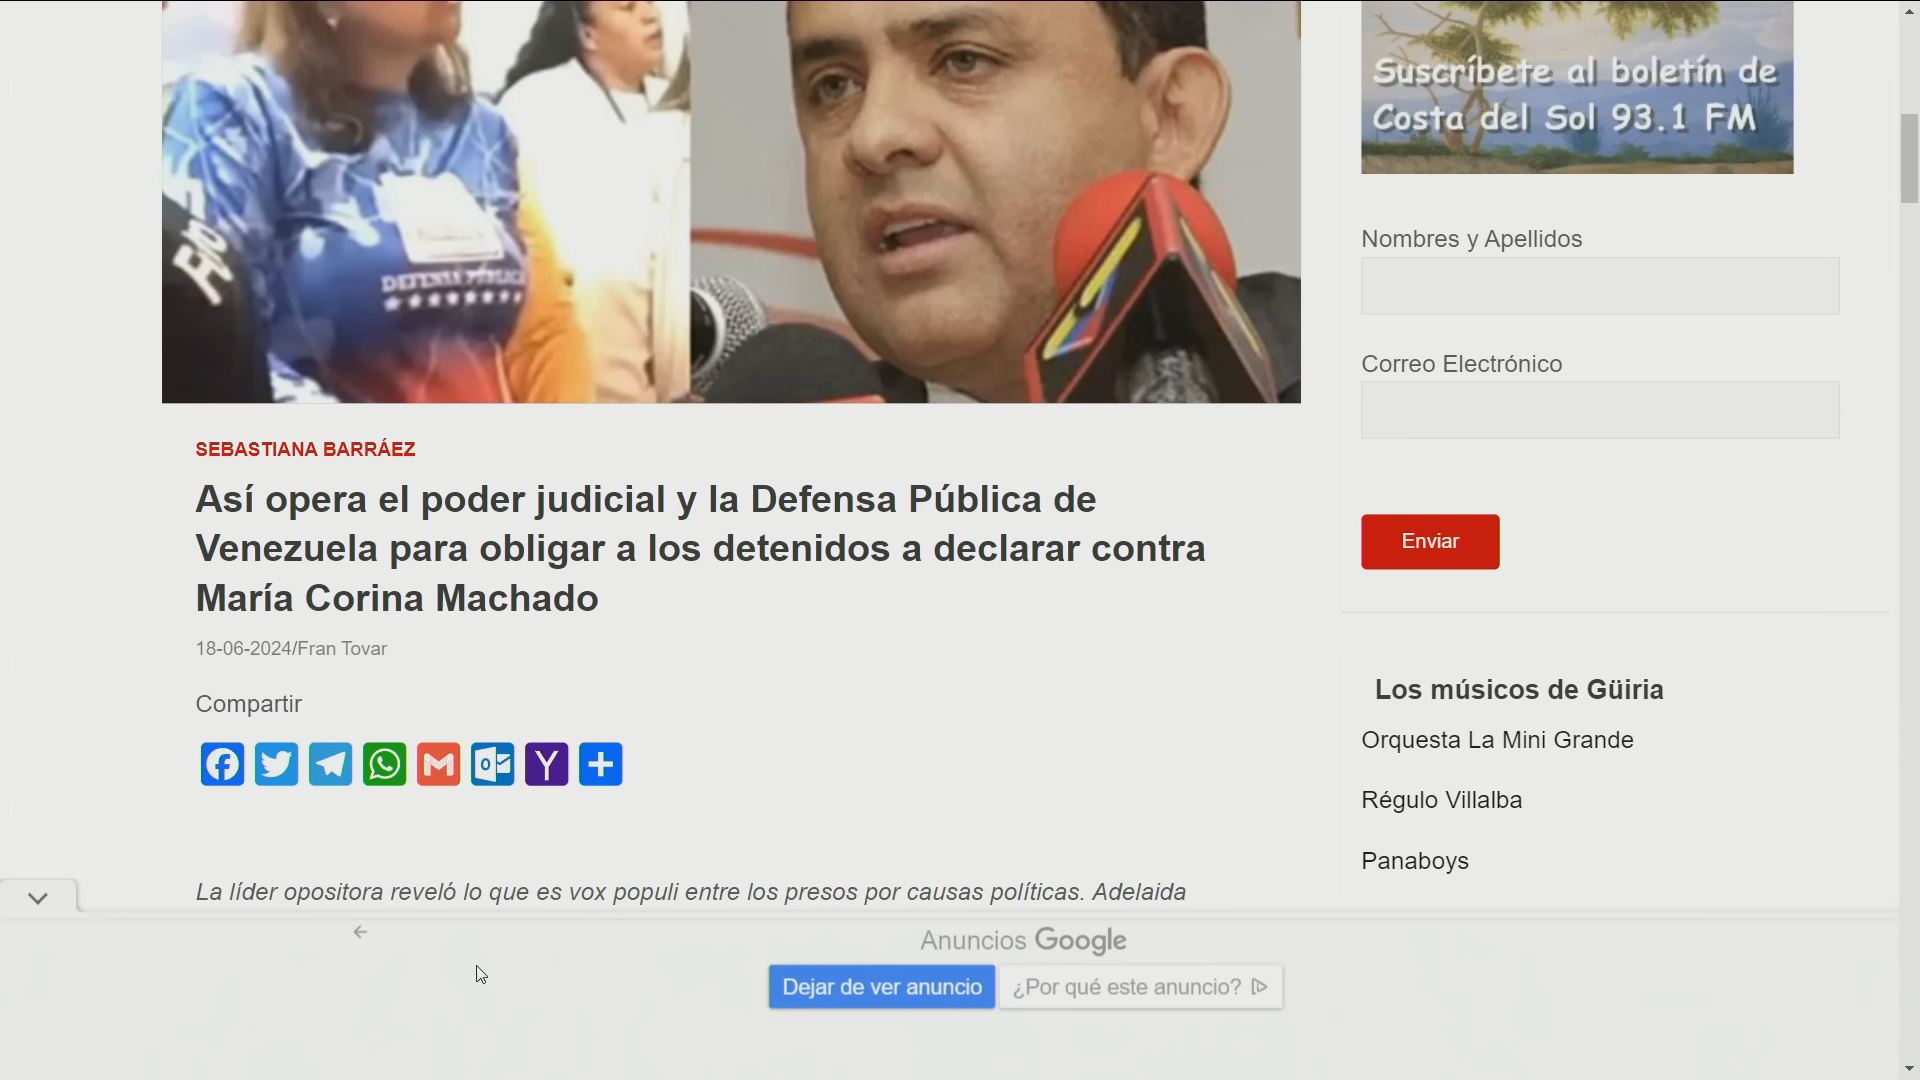 DEFENSA PÚBLICA
SEBASTIANA BARRÁEZ
Así opera el poder judicial y la Defensa Pública de
Venezuela para obligar a los detenidos a declarar contra
María Corina Machado
18-06-2024/Fran Tovar
Compartir
La líder opositora reveló lo que es vox populi entre los presos por causas políticas. Adelaida
Suscríbete al boletín de
Costa del Sol 93.1 FM
Nombres y Apellidos
Correo Electrónico
Enviar
Los músicos de Güiria
Orquesta La Mini Grande
Régulo Villalba
Panaboys
Anuncios Google
Dejar de ver anuncio
¿Por qué este anuncio?